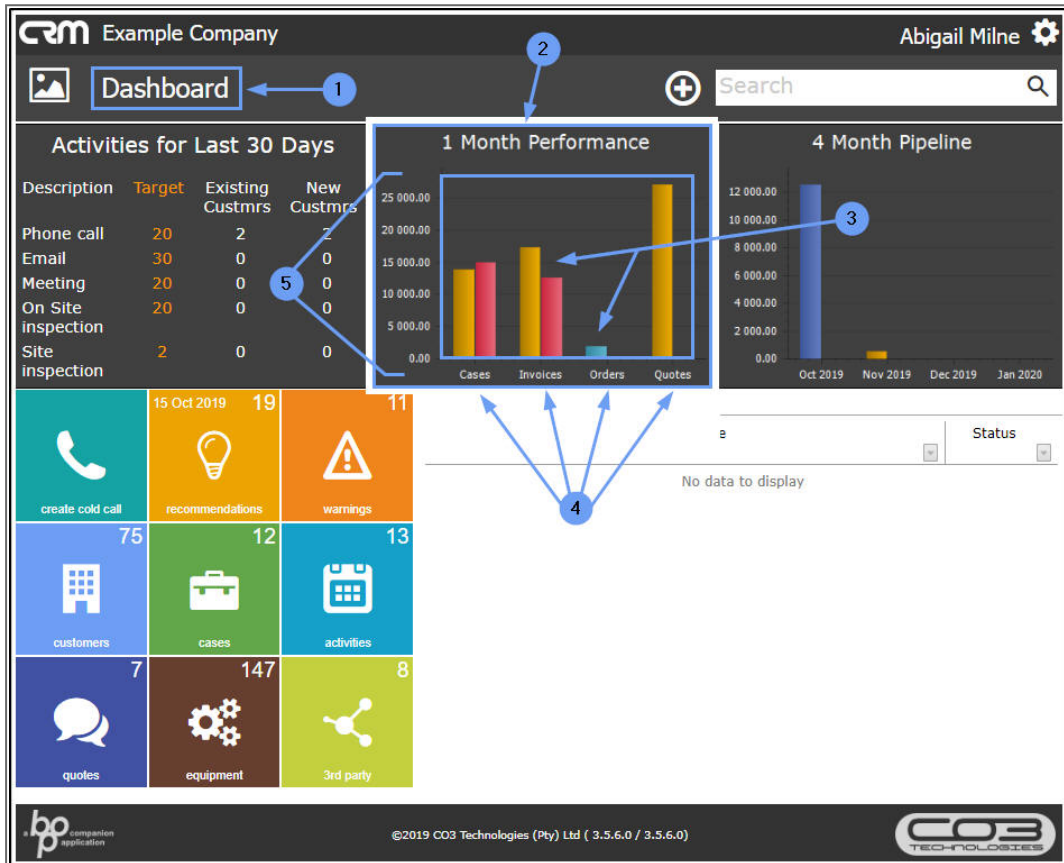 CRM Example Company
Abigail Milne
2
Dashboard
1
Search
Activities for Last 30 Days
Description Target Existing Custmrs New Custmrs
Phone call 20 2 2
Email 30 0 0
Meeting 20 0 0
On Site inspection 20 0 0
Site inspection 2 0 0
1 Month Performance
25 000.00
20 000.00
15 000.00
10 000.00
5 000.00
0.00
Cases Invoices Orders Quotes
3
5
4
4 Month Pipeline
12 000.00
10 000.00
8 000.00
6 000.00
4 000.00
2 000.00
0.00
Oct 2019 Nov 2019 Dec 2019 Jan 2020
create cold call
15 Oct 2019 19
recommendations
11
warnings
75
customers
12
cases
13
activities
7
quotes
147
equipment
8
3rd party
e
Status
No data to display
a bpo companion application
©2019 CO3 Technologies (Pty) Ltd ( 3.5.6.0 / 3.5.6.0)
CO3
TECHNOLOGIES